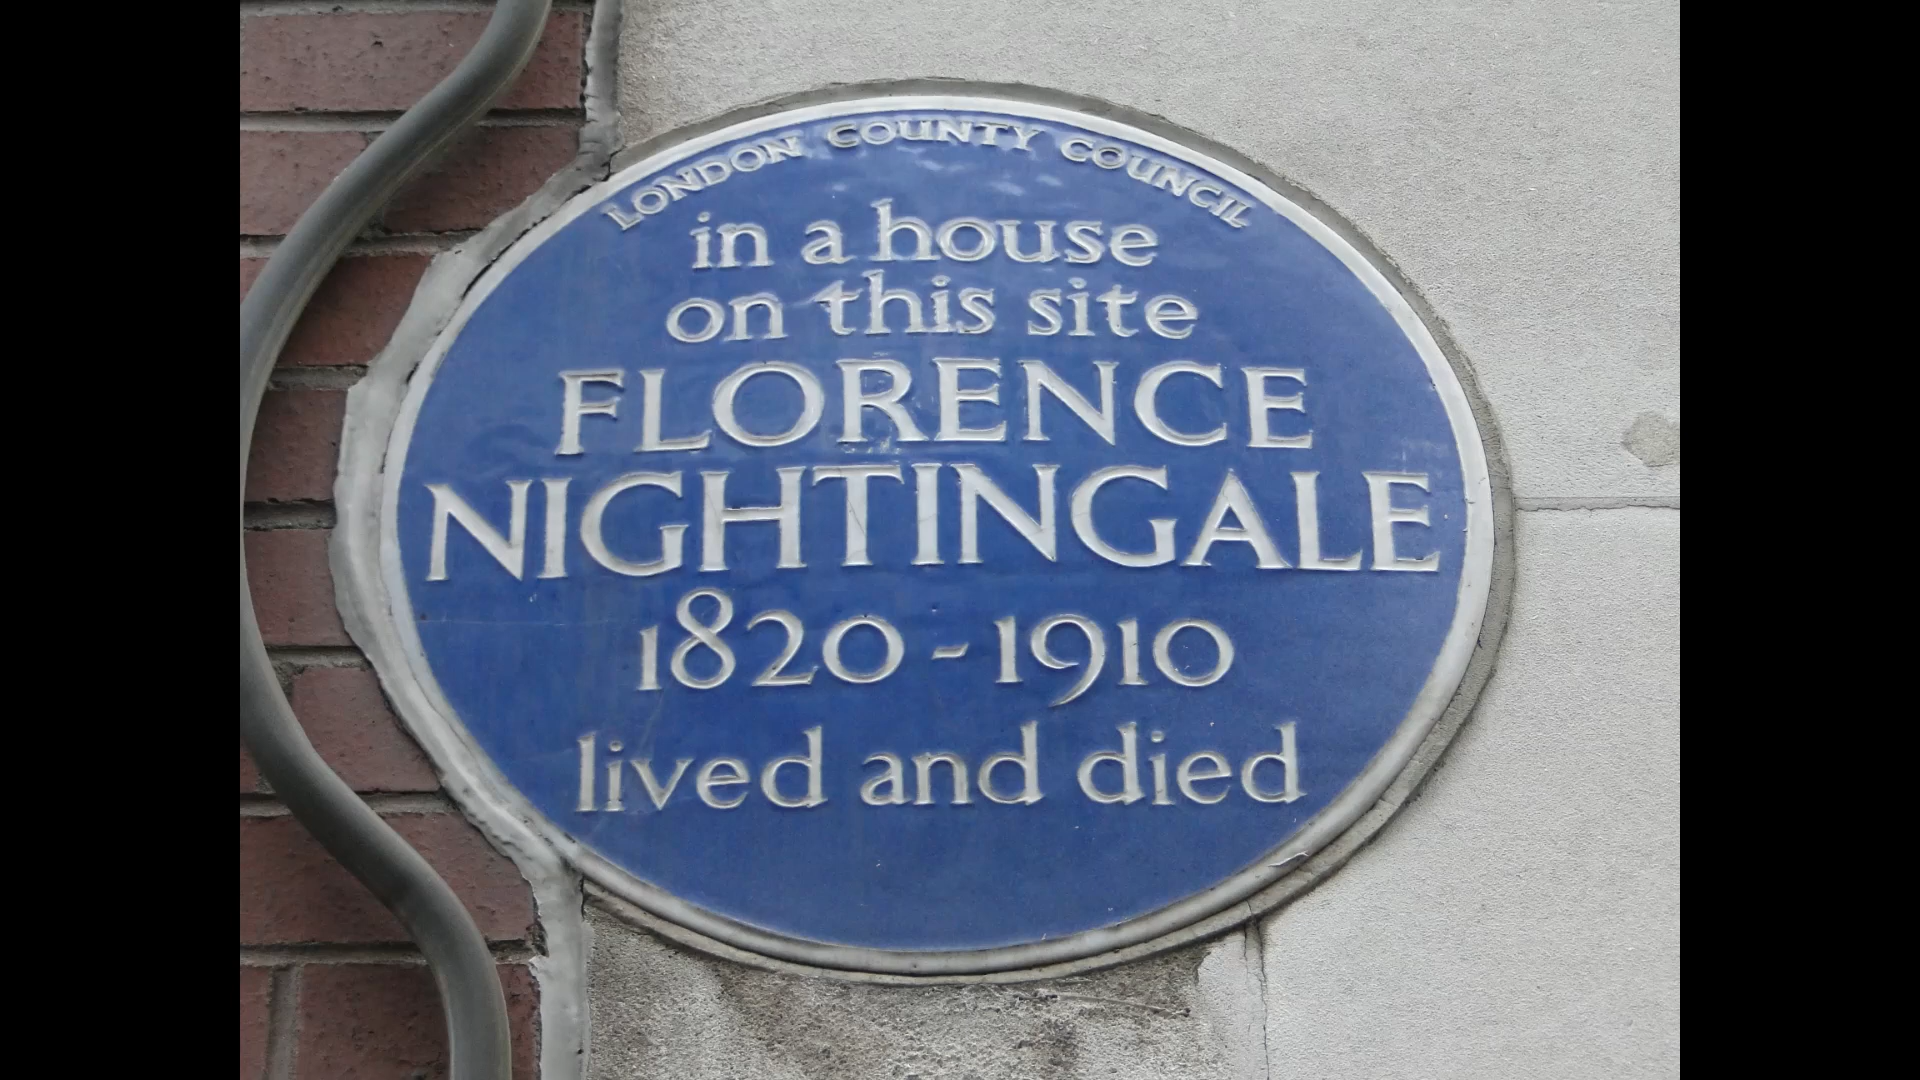 LONDON COUNTY COUNCIL
in a house
on this site
FLORENCE
NIGHTINGALE
1820-1910
lived and died